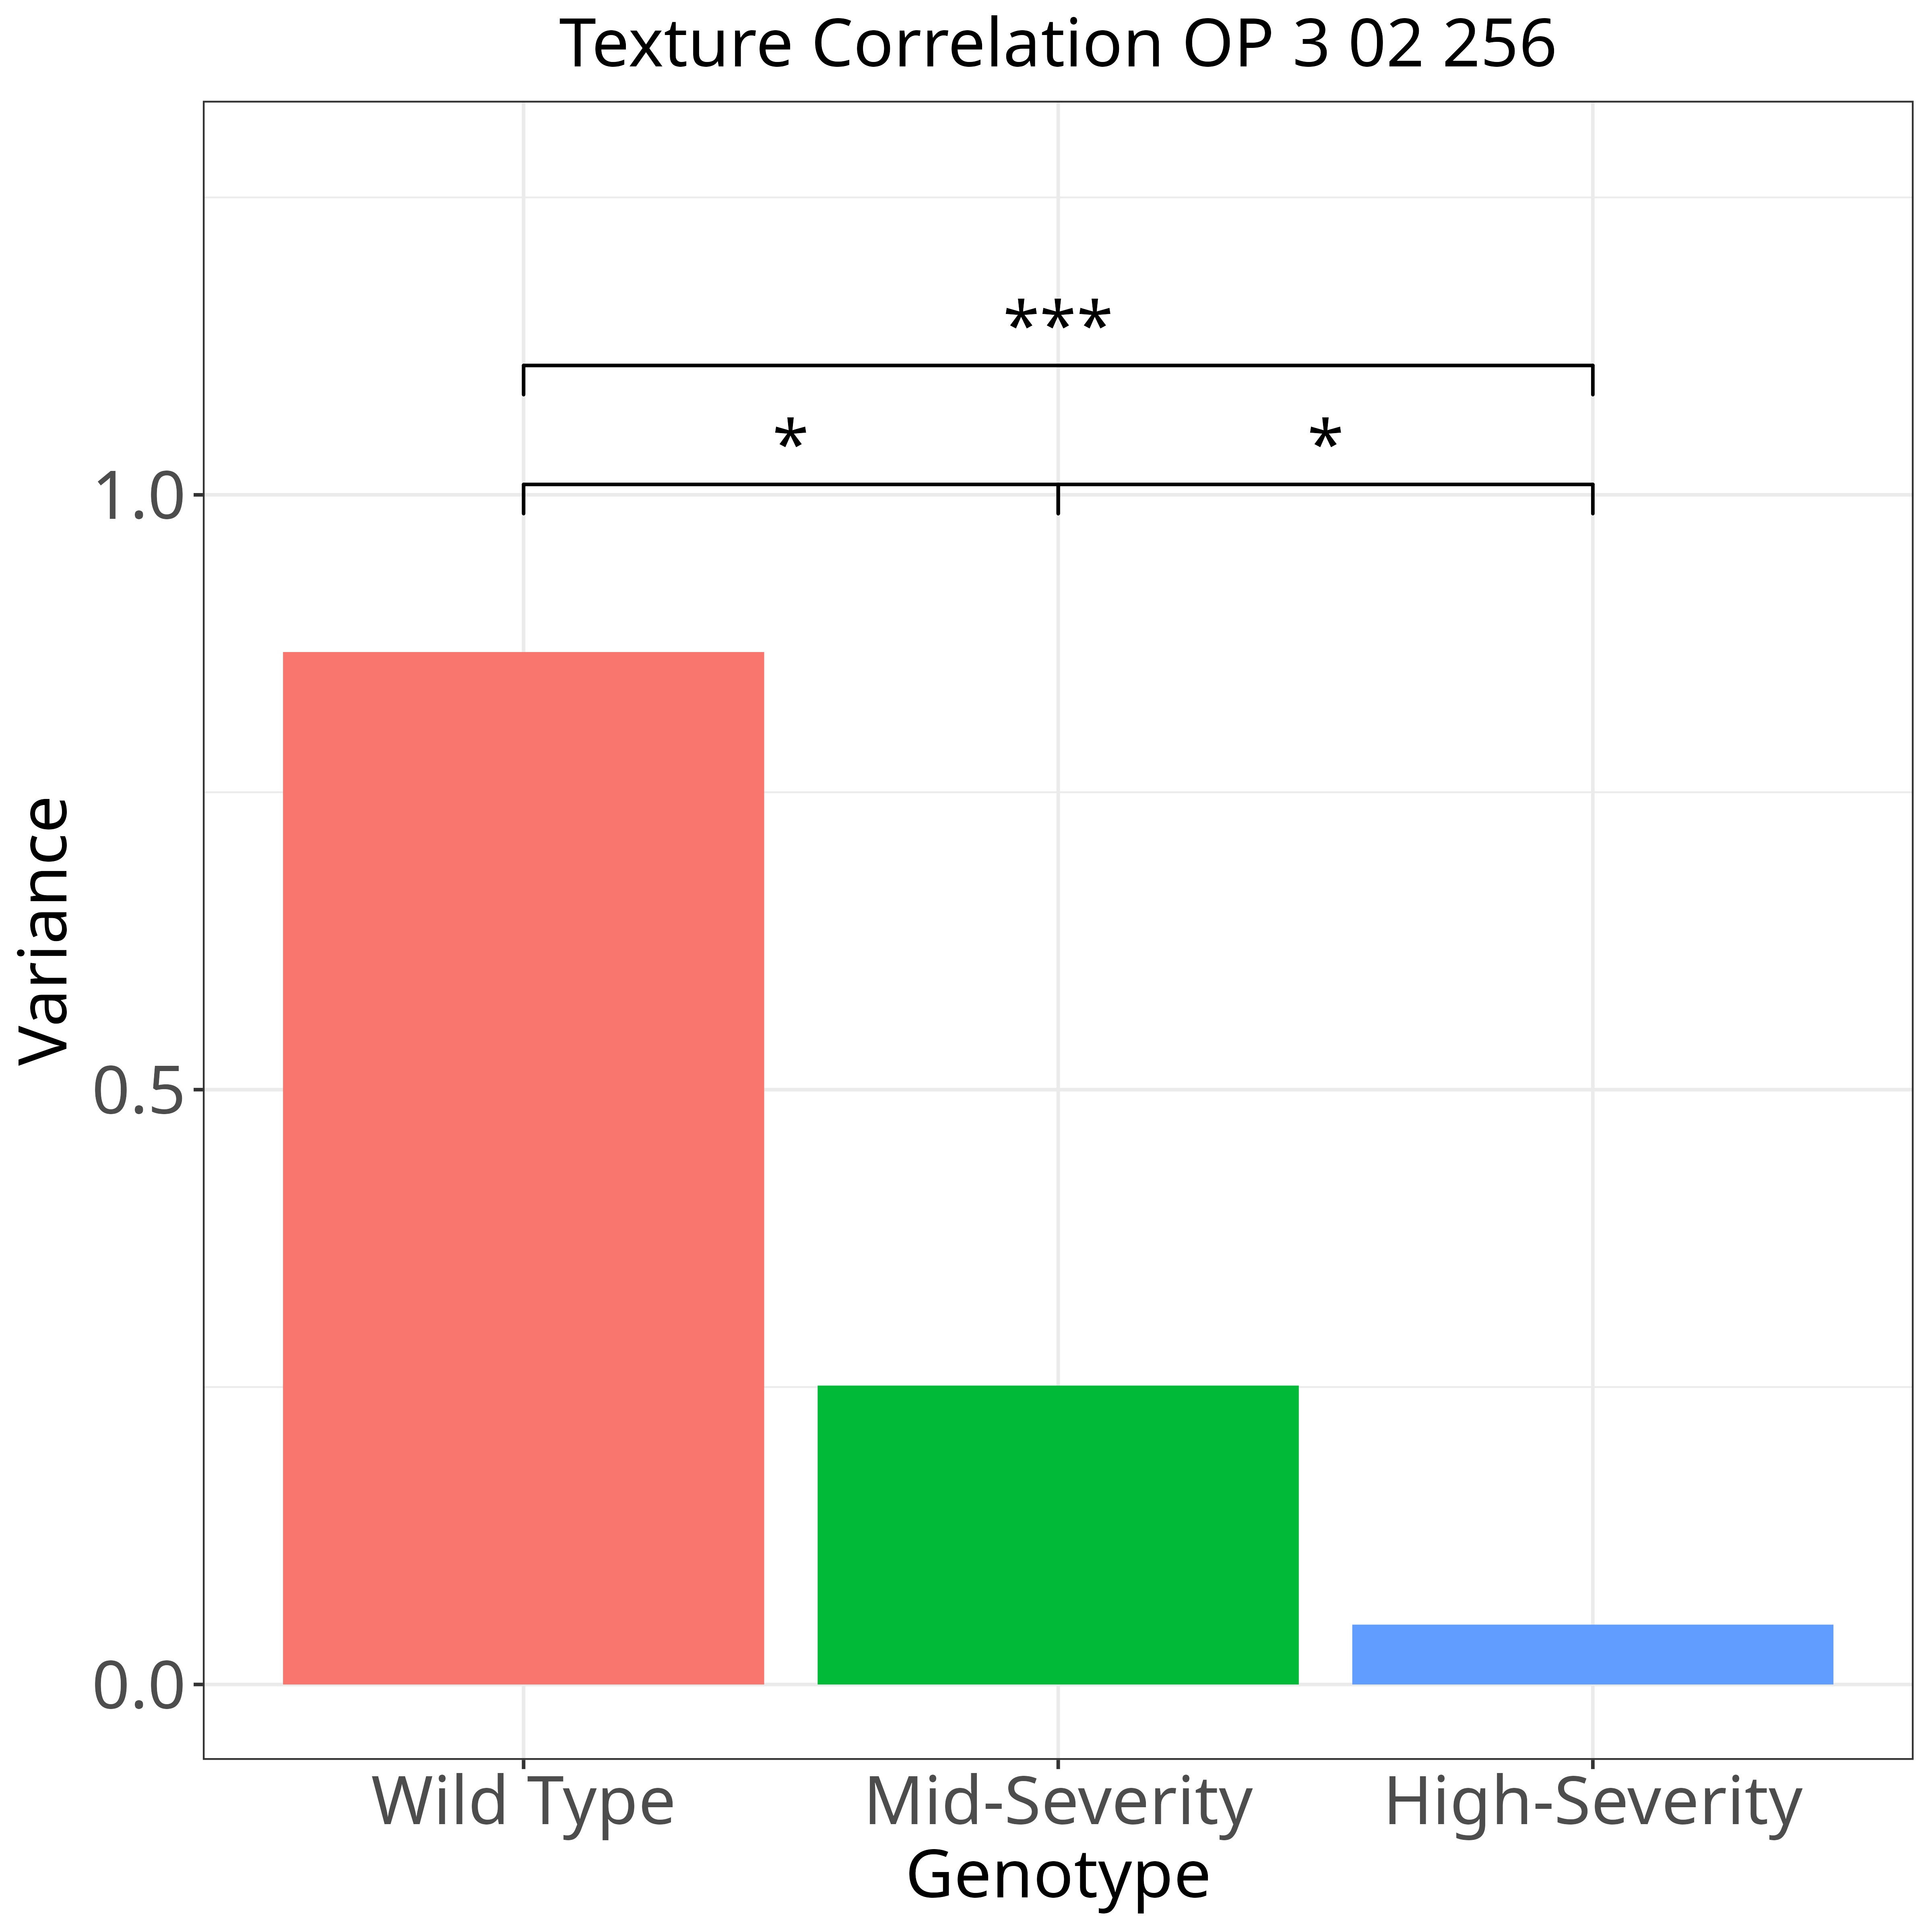 Texture Correlation OP 3 02 256
***
* *
1.0
Variance
0.5
0.0
Wild Type Mid-Severity High-Severity
Genotype